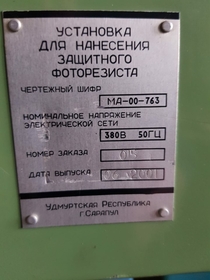 УСТАНОВКА
ДЛЯ НАНЕСЕНИЯ
ЗАЩИТНОГО
ФОТОРЕЗИСТА
ЧЕРТЕЖНЫЙ ШИФР
МА-00-763
НОМИНАЛЬНОЕ НАПРЯЖЕНИЕ
ЭЛЕКТРИЧЕСКОЙ СЕТИ
380В 50ГЦ
НОМЕР ЗАКАЗА
ДАТА ВЫПУСКА
УДМУРТСКАЯ РЕСПУБЛИКА
Г.САРАПУЛ